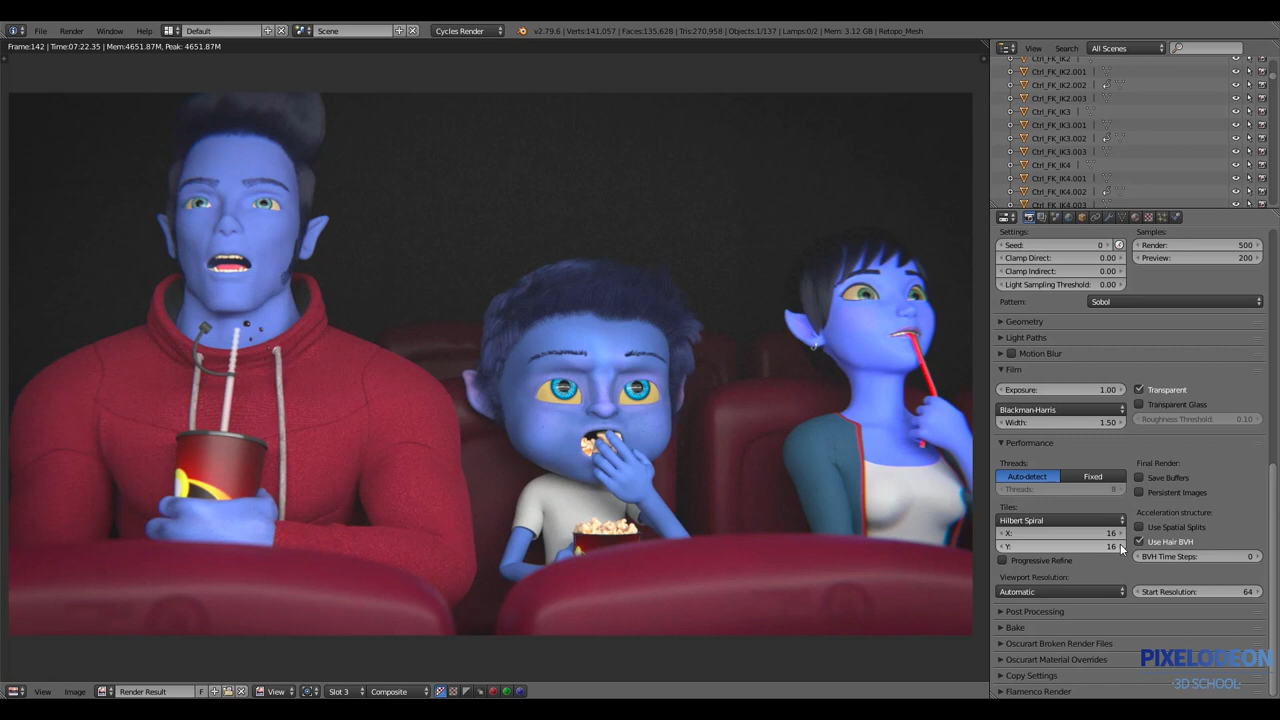 File Render Window Help Default Scene Cycles Render v2.79.6 | Verts:141,057 | Faces:135,628 | Tris:270,958 | Objects:1/137 | Lamps:0/2 | Mem: 3.12 GB | Retopo_Mesh
Frame:142 | Time:07:22.35 | Mem:4651.87M, Peak: 4651.87M
View Search All Scenes
Ctrl_FK_IK2
Ctrl_FK_IK2.001
Ctrl_FK_IK2.002
Ctrl_FK_IK2.003
Ctrl_FK_IK3
Ctrl_FK_IK3.001
Ctrl_FK_IK3.002
Ctrl_FK_IK3.003
Ctrl_FK_IK4
Ctrl_FK_IK4.001
Ctrl_FK_IK4.002
Ctrl_FK_IK4.003
Settings: Samples:
Seed: 0 Render: 500
Clamp Direct: 0.00 Preview: 200
Clamp Indirect: 0.00
Light Sampling Threshold: 0.00
Pattern: Sobol
Geometry
Light Paths
Motion Blur
Film
Exposure: 1.00 Transparent
Transparent Glass
Blackman-Harris
Roughness Threshold: 0.10
Width: 1.50
Performance
Threads: Final Render:
Auto-detect Fixed Save Buffers
Threads: 8 Persistent Images
Tiles: Acceleration structure:
Hilbert Spiral Use Spatial Splits
X: 16
Y: 16 Use Hair BVH
Progressive Refine BVH Time Steps: 0
Viewport Resolution:
Automatic Start Resolution: 64
Post Processing
Bake
Oscurart Broken Render Files
Oscurart Material Overrides
Copy Settings
Flamenco Render
PIXELODEON
3D SCHOOL
View Image Render Result F View Slot 3 Composite